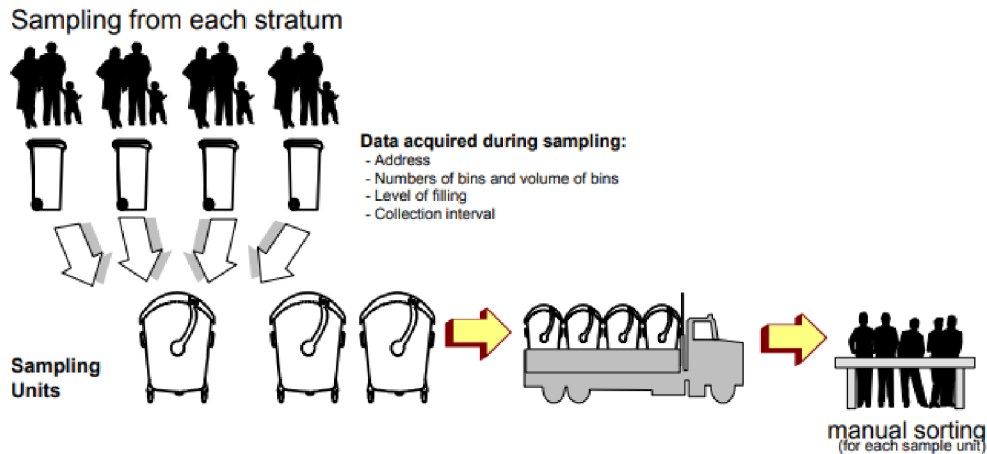 Sampling from each stratum
Data acquired during sampling:
- Address
- Numbers of bins and volume of bins
- Level of filling
- Collection interval
Sampling
Units
manual sorting
(for each sample unit)